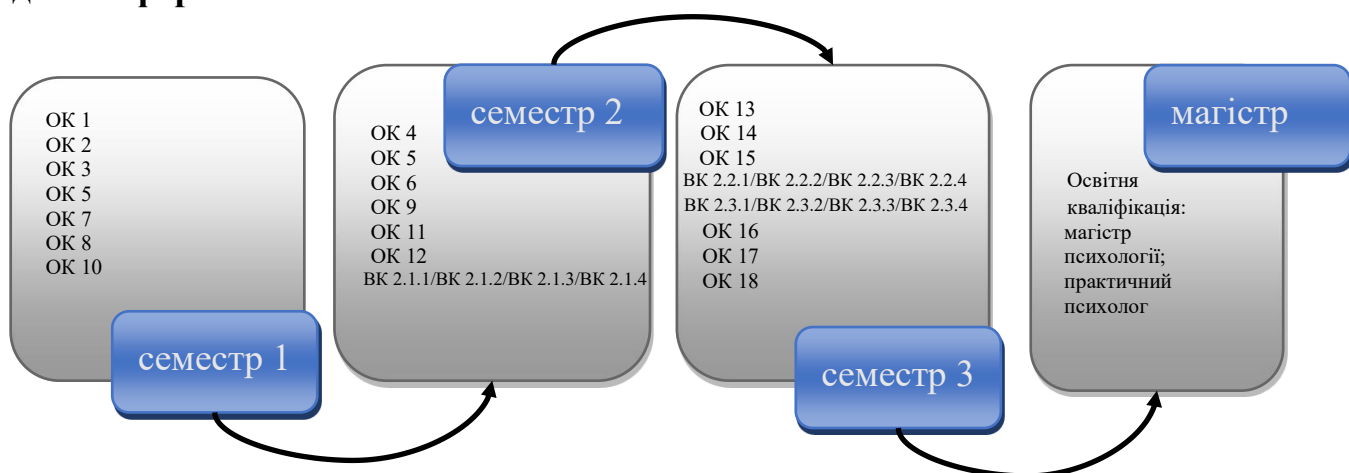 ОК 1
ОК 2
ОК 3
ОК 5
ОК 7
ОК 8
ОК 10
семестр 1
семестр 2
ОК 4
ОК 5
ОК 6
ОК 9
ОК 11
ОК 12
ВК 2.1.1/ВК 2.1.2/ВК 2.1.3/ВК 2.1.4
ОК 13
ОК 14
ОК 15
ВК 2.2.1/ВК 2.2.2/ВК 2.2.3/ВК 2.2.4
ВК 2.3.1/ВК 2.3.2/ВК 2.3.3/ВК 2.3.4
ОК 16
ОК 17
ОК 18
семестр 3
магістр
Освітня
кваліфікація:
магістр
психології;
практичний
психолог